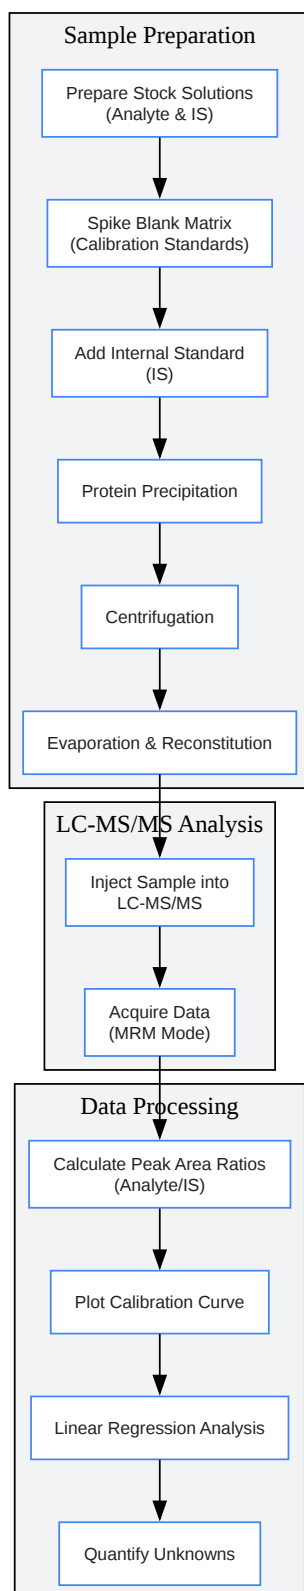 Sample Preparation
Prepare Stock Solutions
(Analyte & IS)
Spike Blank Matrix
(Calibration Standards)
Add Internal Standard
(IS)
Protein Precipitation
Centrifugation
Evaporation & Reconstitution
LC-MS/MS Analysis
Inject Sample into
LC-MS/MS
Acquire Data
(MRM Mode)
Data Processing
Calculate Peak Area Ratios
(Analyte/IS)
Plot Calibration Curve
Linear Regression Analysis
Quantify Unknowns